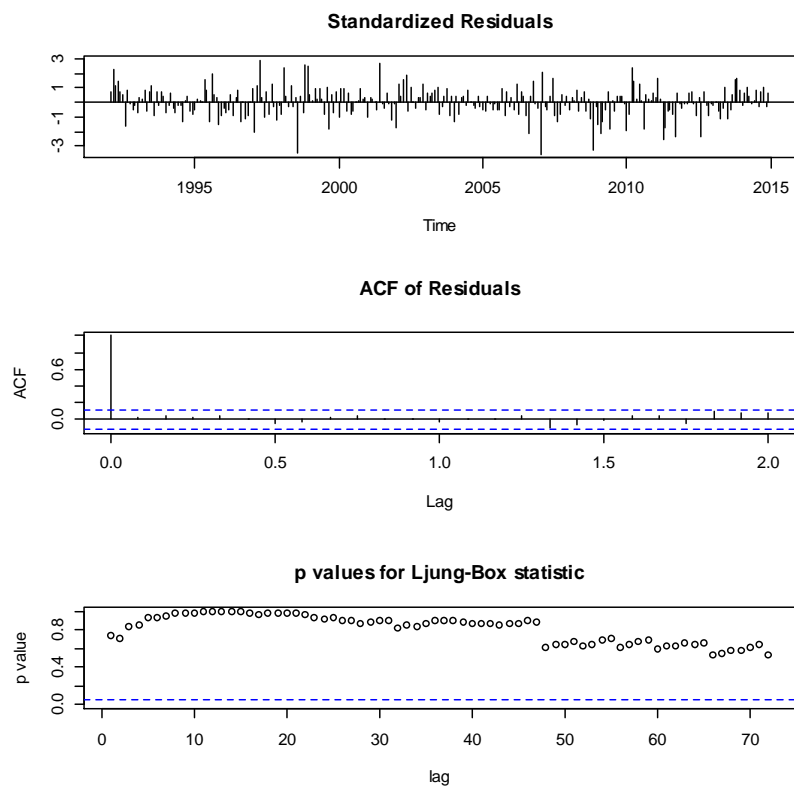 Standardized Residuals
3
1
-1
-3
1995 2000 2005 2010 2015
Time
ACF of Residuals
ACF
0.6
0.0
0.0 0.5 1.0 1.5 2.0
Lag
p values for Ljung-Box statistic
p value
0.8
0.4
0.0
0 10 20 30 40 50 60 70
lag